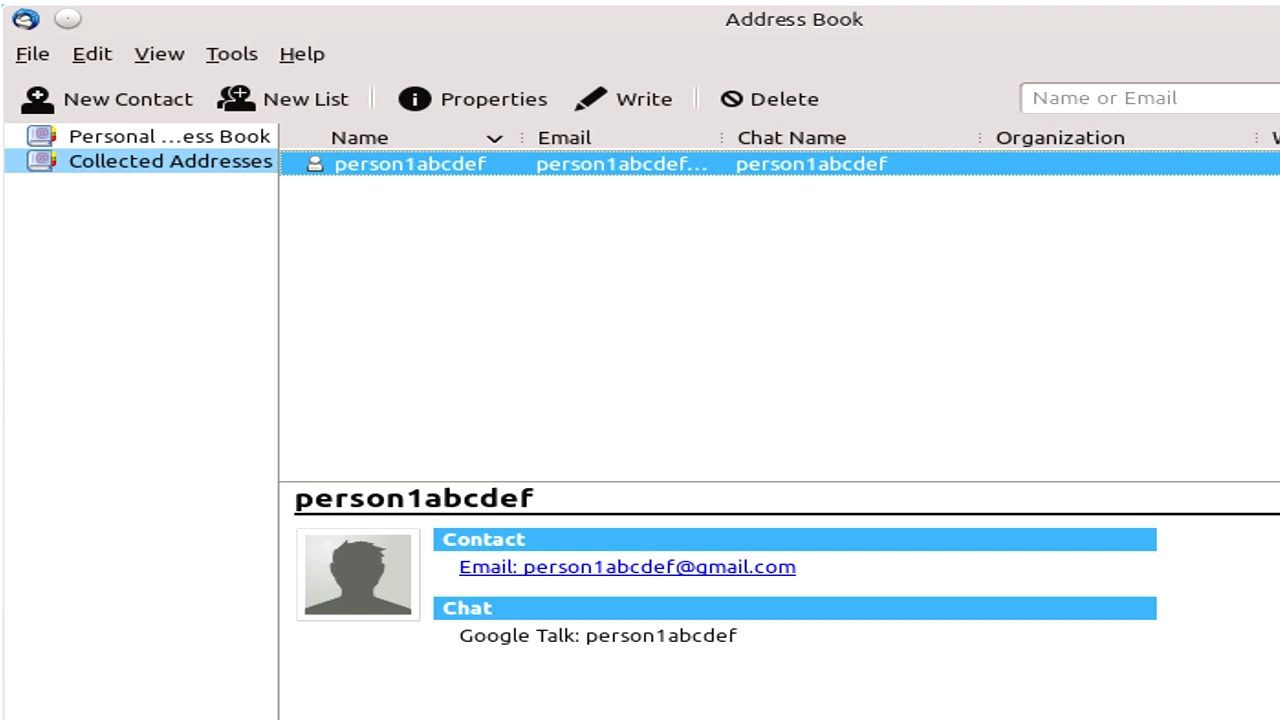 Address Book
File Edit View Tools Help
New Contact New List Properties Write Delete Name or Email
Personal ...ess Book
Collected Addresses
Name Email Chat Name Organization
person1abcdef person1abcdef... person1abcdef
person1abcdef
Contact
Email: person1abcdef@gmail.com
Chat
Google Talk: person1abcdef